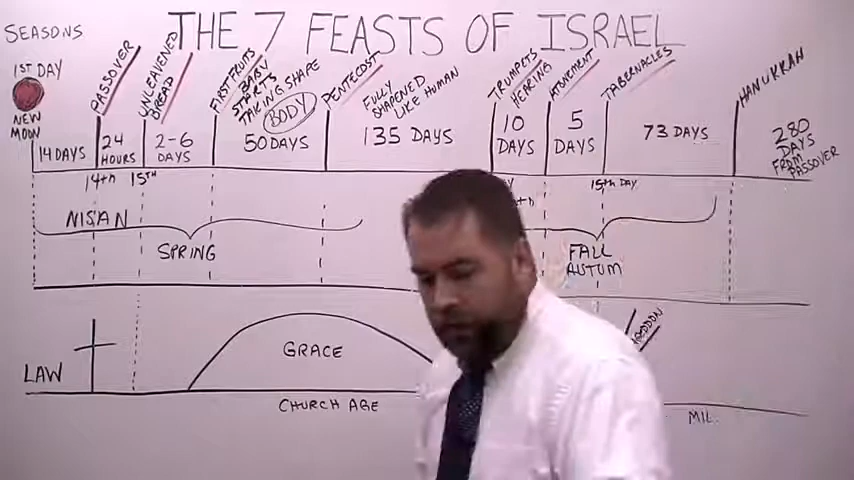 SEASONS
THE 7 FEASTS OF ISRAEL
1ST DAY
NEW
MOON
PASSOVER
UNLEAVENED
BREAD
FIRST FRUITS
BABY
STARTS
TAKING SHAPE
BODY
PENTECOST
FULLY
SHAPENED
LIKE HUMAN
TRUMPETS
HEARING
ATONEMENT
TABERNACLES
HANUKKAH
14 DAYS
24
HOURS
2-6
DAYS
50 DAYS
135 DAYS
10
DAYS
5
DAYS
73 DAYS
280
DAYS
FROM
PASSOVER
14th
15th
15th DAY
NISAN
SPRING
FALL
AUTUM
LAW
GRACE
CHURCH AGE
MIL.